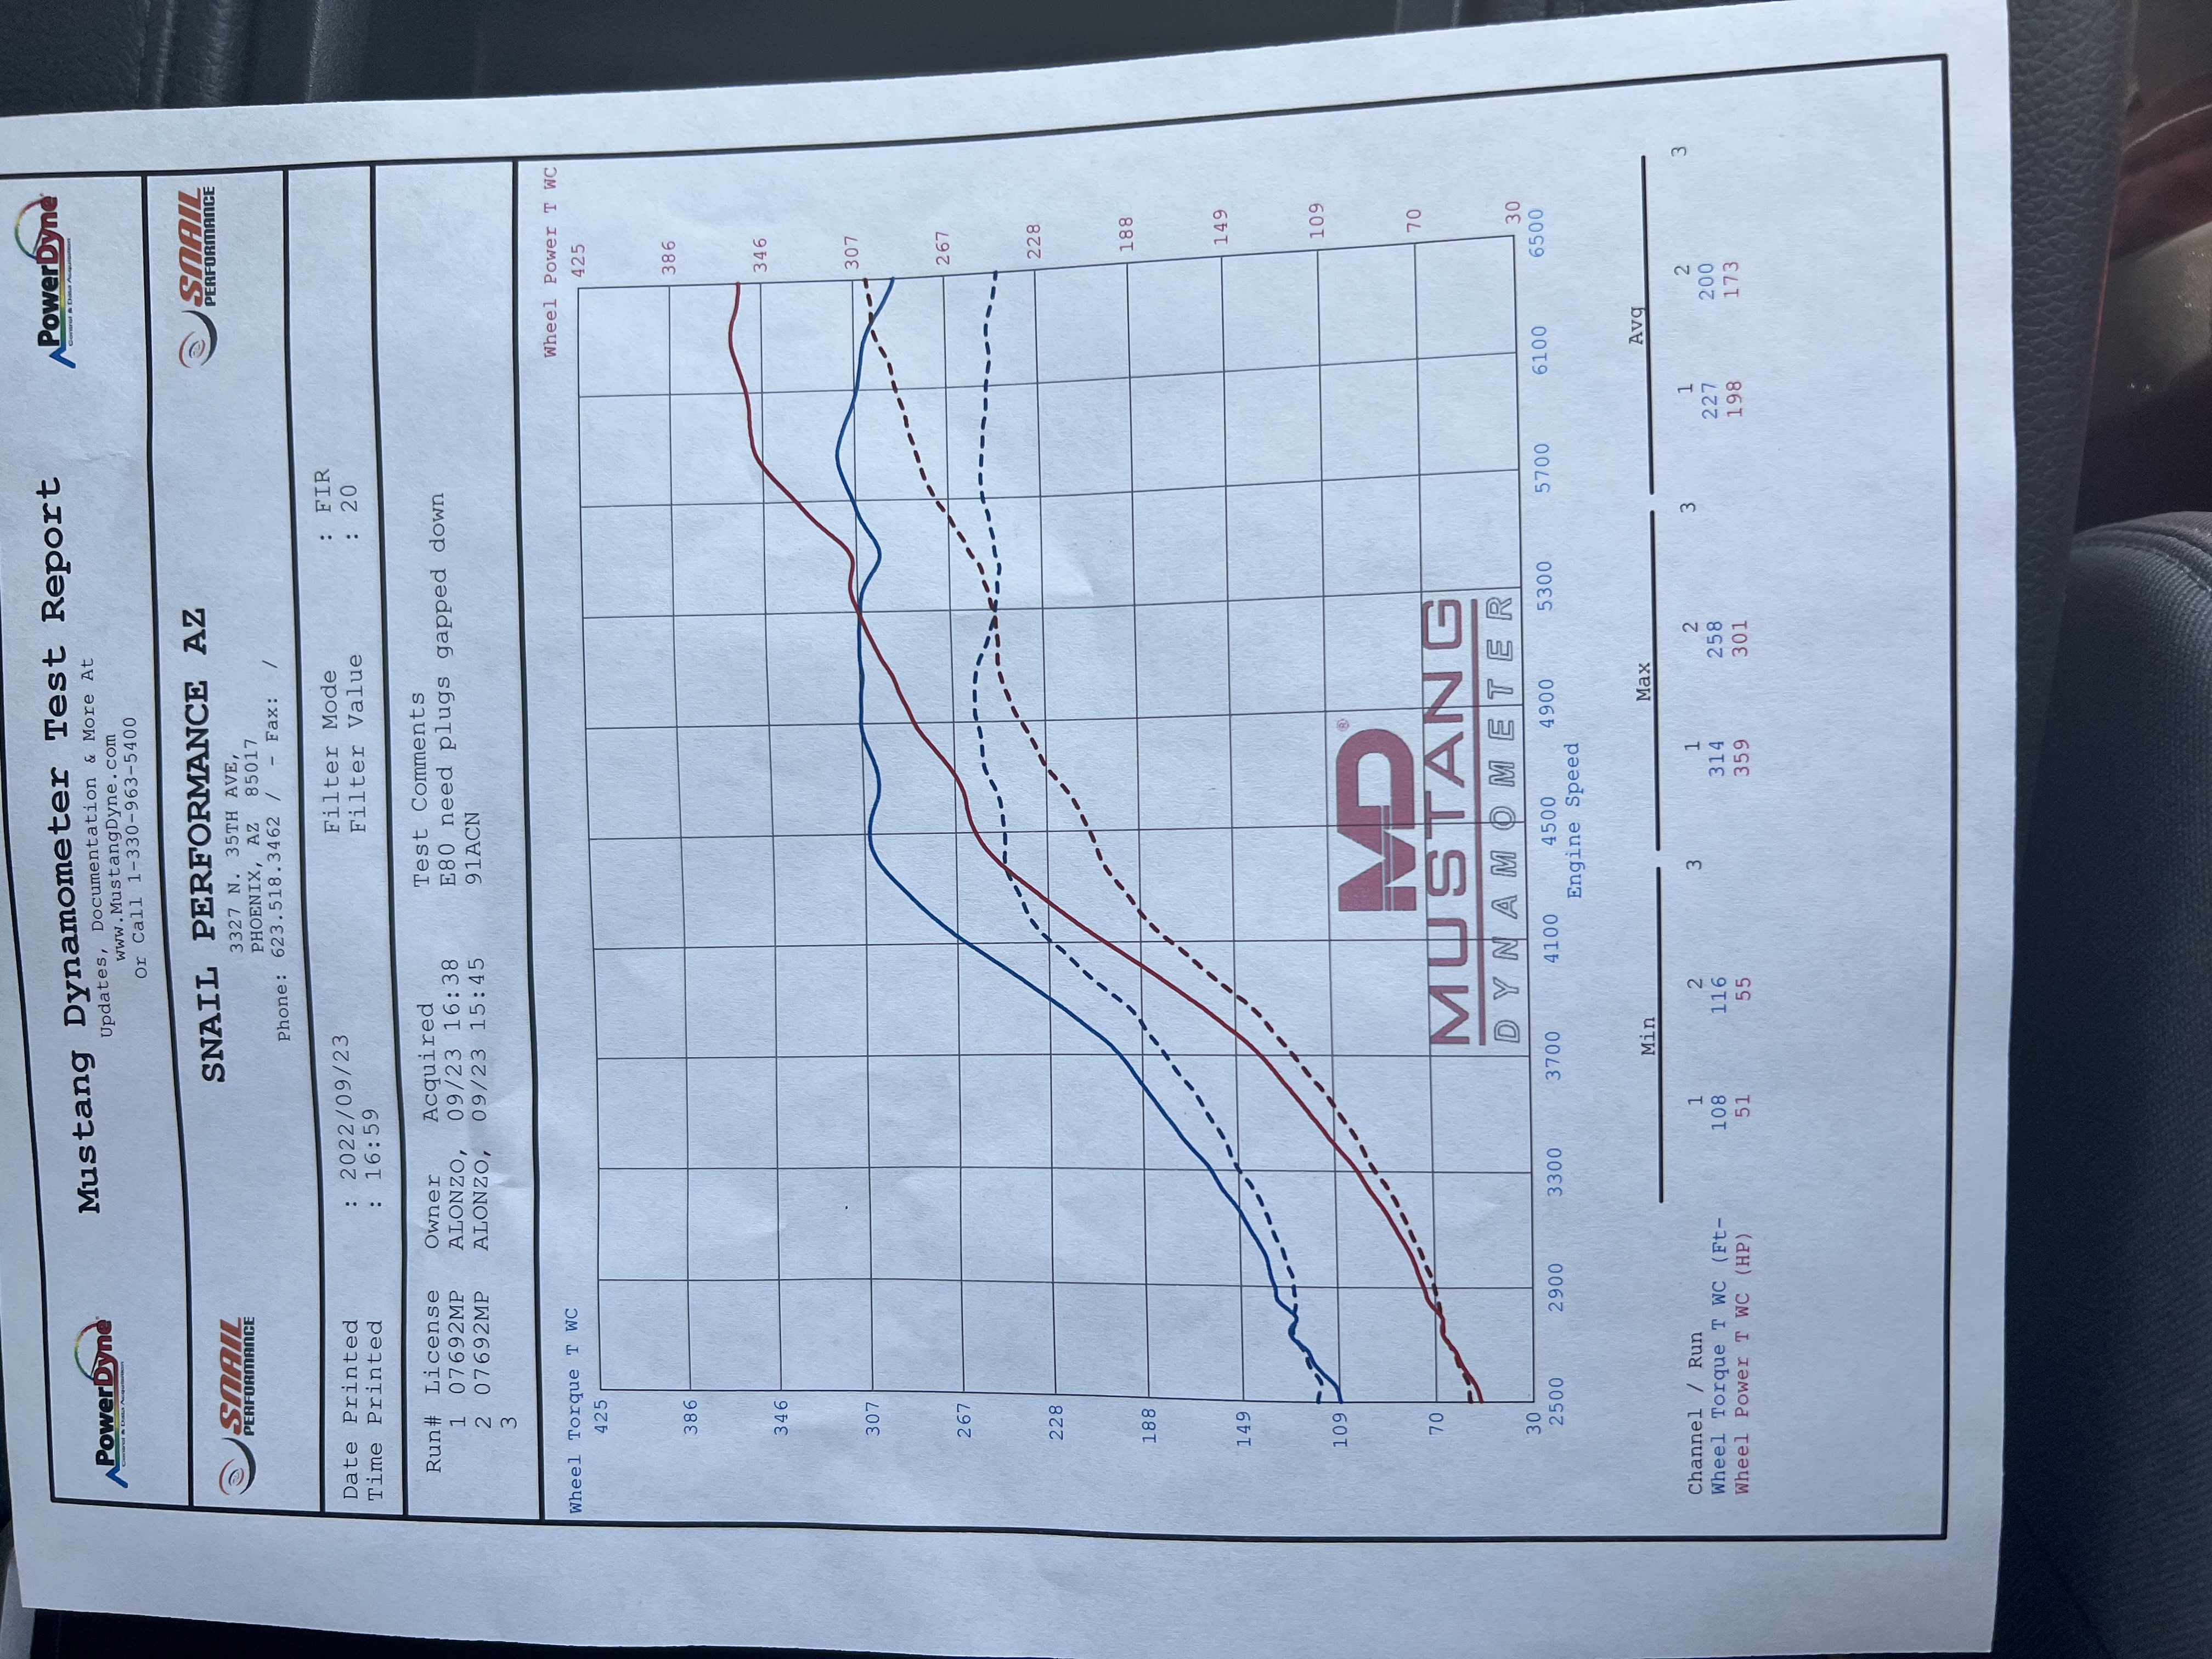 PowerDyne
Control & Data Acquisition
Mustang Dynamometer Test Report
Updates, Documentation & More At
www.MustangDyne.com
Or Call 1-330-963-5400
PowerDyne
Control & Data Acquisition
SNAIL
PERFORMANCE
SNAIL PERFORMANCE AZ
3327 N. 35TH AVE,
PHOENIX, AZ 85017
Phone: 623.518.3462 / - Fax: /
SNAIL
PERFORMANCE
Date Printed : 2022/09/23 Filter Mode : FIR
Time Printed : 16:59 Filter Value : 20
Run# License Owner Acquired Test Comments
1 07692MP ALONZO, 09/23 16:38 E80 need plugs gapped down
2 07692MP ALONZO, 09/23 15:45 91ACN
3
Wheel Torque T WC Wheel Power T WC
425 425
386 386
346 346
307 307
267 267
228 228
188 188
149 149
109 109
70 70
30 30
MD®
MUSTANG
DYNAMOMETER
2500 2900 3300 3700 4100 4500 4900 5300 5700 6100 6500
Engine Speed
Min Max Avg
Channel / Run 1 2 3 1 2 3 1 2 3
Wheel Torque T WC (Ft- 108 116 314 258 227 200
Wheel Power T WC (HP) 51 55 359 301 198 173